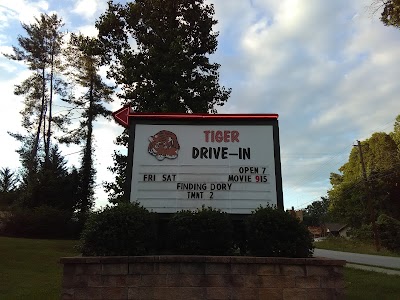 TIGER
DRIVE-IN
OPEN 7
FRI SAT MOVIE 915
FINDING DORY
TMNT 2